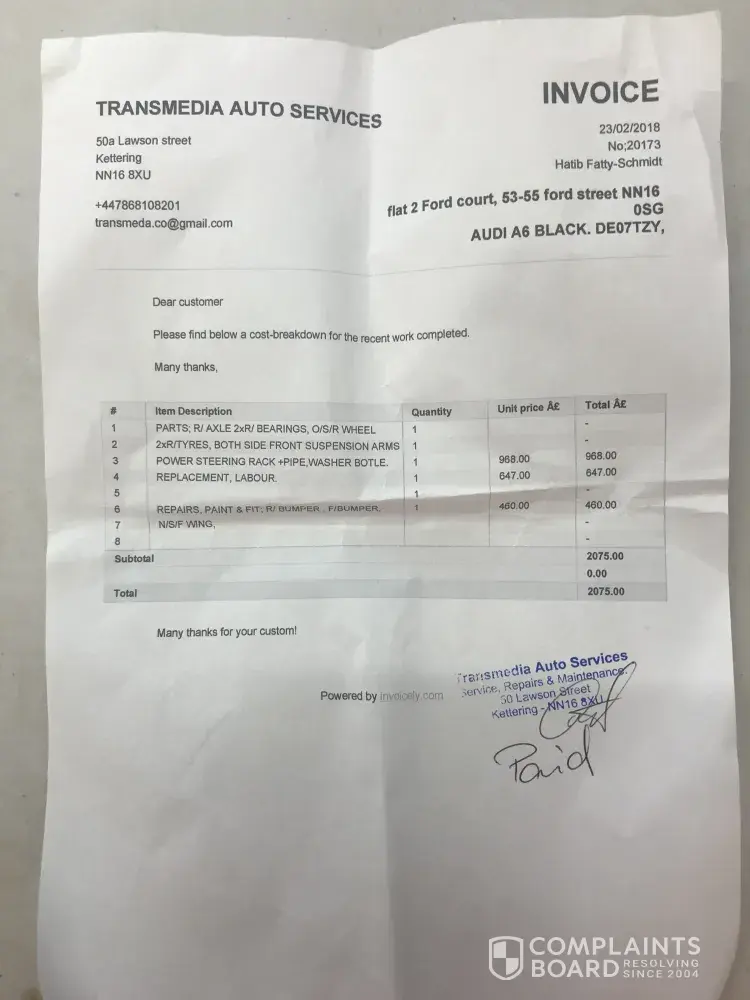 INVOICE
TRANSMEDIA AUTO SERVICES
23/02/2018
No;20173
Hatib Fatty-Schmidt
50a Lawson street
Kettering
NN16 8XU
+447868108201
transmeda.co@gmail.com
flat 2 Ford court, 53-55 ford street NN16
0SG
AUDI A6 BLACK. DE07TZY,
Dear customer
Please find below a cost-breakdown for the recent work completed.
Many thanks,
# Item Description Quantity Unit price Â£ Total Â£
1 PARTS; R/ AXLE 2xR/ BEARINGS, O/S/R WHEEL 1 -
2 2xR/TYRES, BOTH SIDE FRONT SUSPENSION ARMS 1 -
3 POWER STEERING RACK +PIPE,WASHER BOTLE. 1 968.00 968.00
4 REPLACEMENT, LABOUR. 1 647.00 647.00
5 1 -
6 REPAIRS, PAINT & FIT; R/ BUMPER , F/BUMPER, 1 460.00 460.00
7 N/S/F WING, -
8 -
Subtotal 2075.00
0.00
Total 2075.00
Many thanks for your custom!
Powered by invoicely.com
Transmedia Auto Services
Service, Repairs & Maintenance.
50 Lawson Street
Kettering - NN16 8XU
Paid
COMPLAINTS
BOARD RESOLVING
SINCE 2004